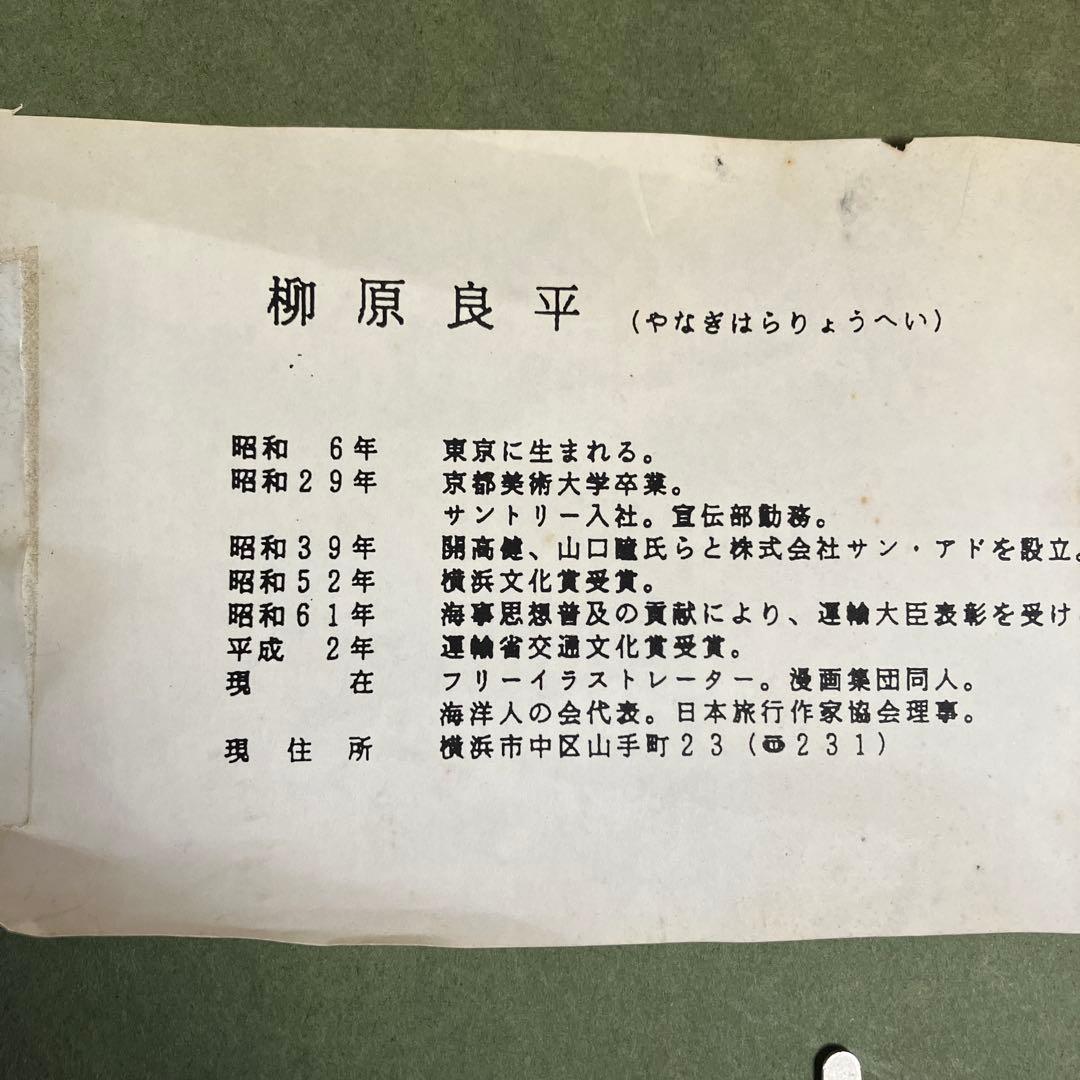 柳原良平 (やなぎはらりょうへい)
昭和 6年 東京に生まれる。
昭和29年 京都美術大学卒業。
サントリー入社。宣伝部勤務。
昭和39年 開高健、山口瞳氏らと株式会社サン・アドを設立。
昭和52年 横浜文化賞受賞。
昭和61年 海事思想普及の貢献により、運輸大臣表彰を受け
平成 2年 運輸省交通文化賞受賞。
現在 フリーイラストレーター。漫画集団同人。
海洋人の会代表。日本旅行作家協会理事。
現住所 横浜市中区山手町23(〒231)